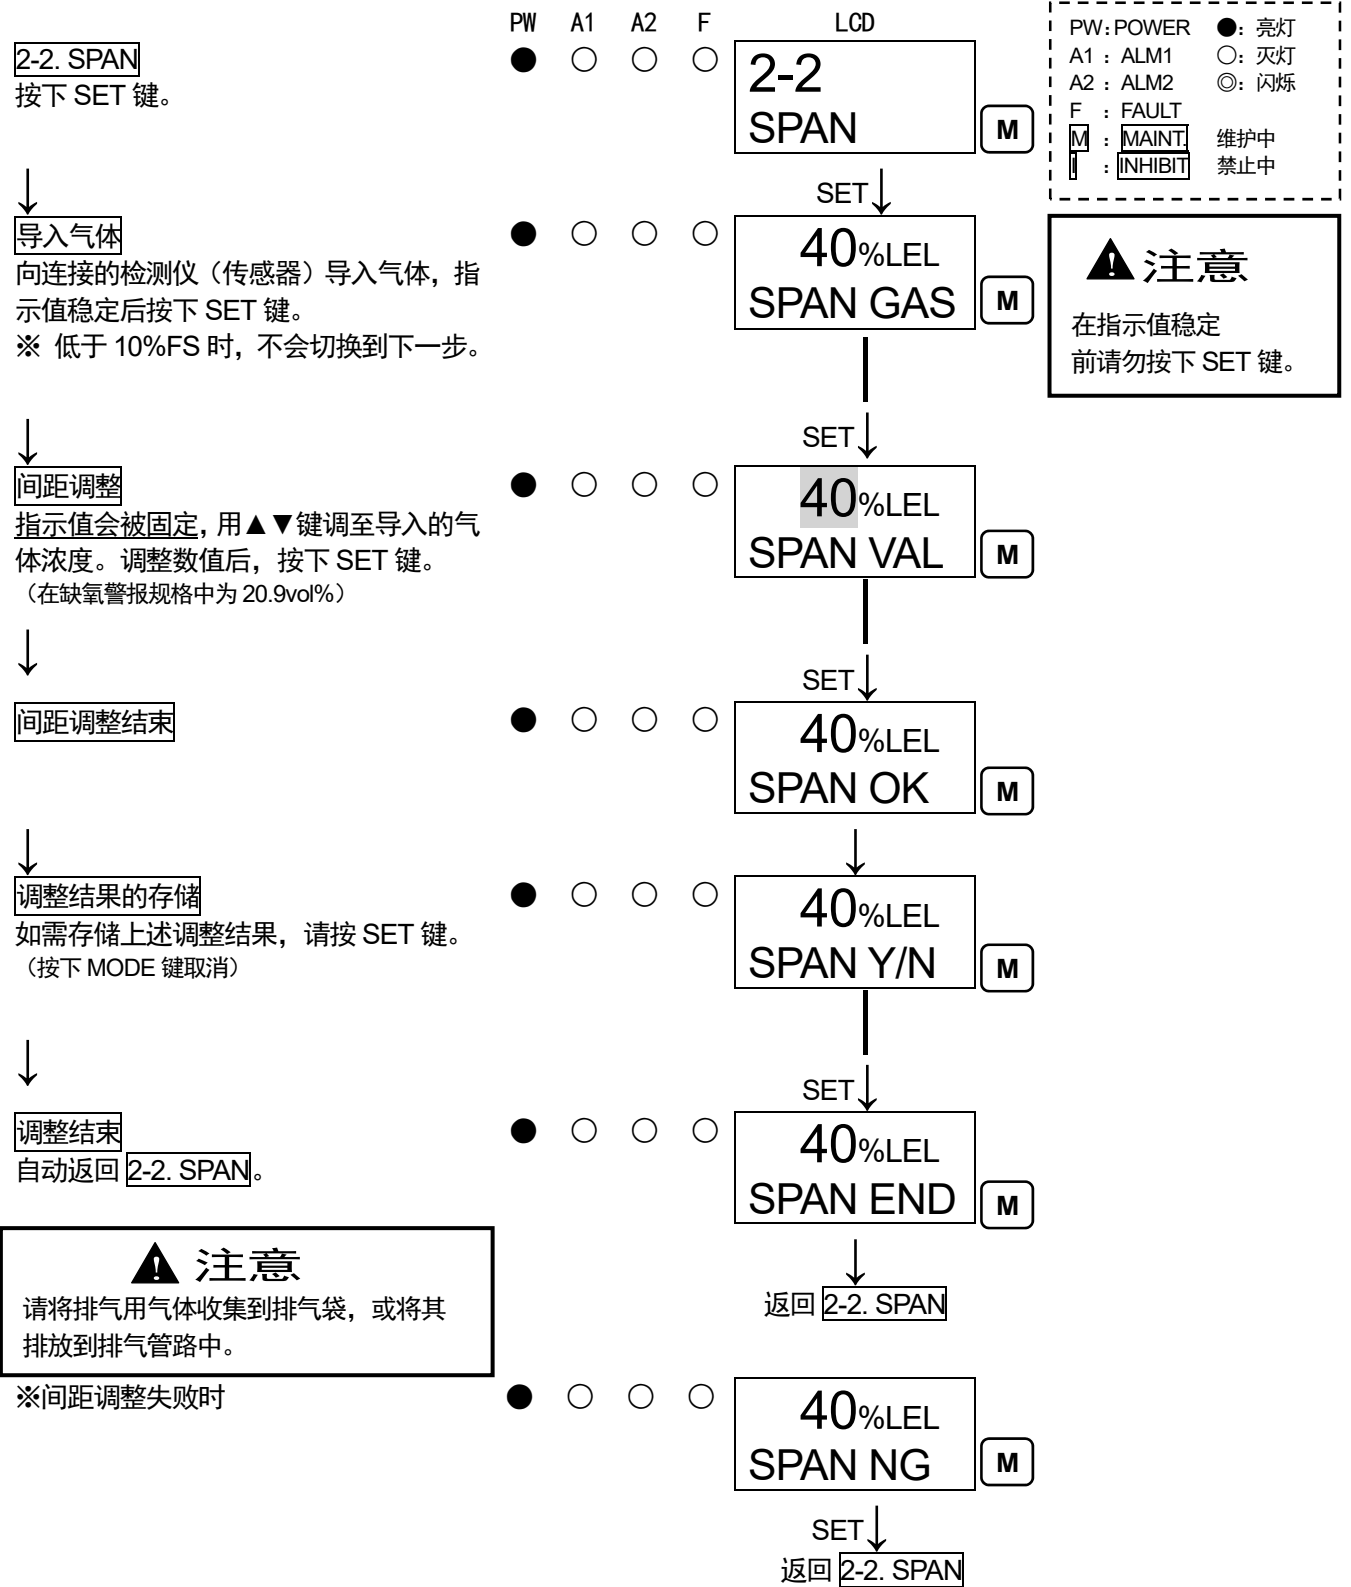 PW A1 A2 F LCD
2-2. SPAN
按下 SET 键。
● ○ ○ ○
2-2
SPAN
M
PW：POWER ●：亮灯
A1：ALM1 ○：灭灯
A2：ALM2 ◎：闪烁
F：FAULT
M：MAINT. 维护中
I：INHIBIT 禁止中
↓
SET↓
导入气体
向连接的检测仪（传感器）导入气体，指
示值稳定后按下 SET 键。
※ 低于 10%FS 时，不会切换到下一步。
● ○ ○ ○
40%LEL
SPAN GAS
M
注意
在指示值稳定
前请勿按下 SET 键。
↓
SET↓
间距调整
指示值会被固定，用▲▼键调至导入的气
体浓度。调整数值后，按下 SET 键。
（在缺氧警报规格中为 20.9vol%）
● ○ ○ ○
40%LEL
SPAN VAL
M
↓
SET↓
间距调整结束
● ○ ○ ○
40%LEL
SPAN OK
M
↓
↓
调整结果的存储
如需存储上述调整结果，请按 SET 键。
（按下 MODE 键取消）
● ○ ○ ○
40%LEL
SPAN Y/N
M
↓
SET↓
调整结束
自动返回 2-2. SPAN。
● ○ ○ ○
40%LEL
SPAN END
M
↓
返回 2-2. SPAN
注意
请将排气用气体收集到排气袋，或将其
排放到排气管路中。
※间距调整失败时
● ○ ○ ○
40%LEL
SPAN NG
M
SET↓
返回 2-2. SPAN